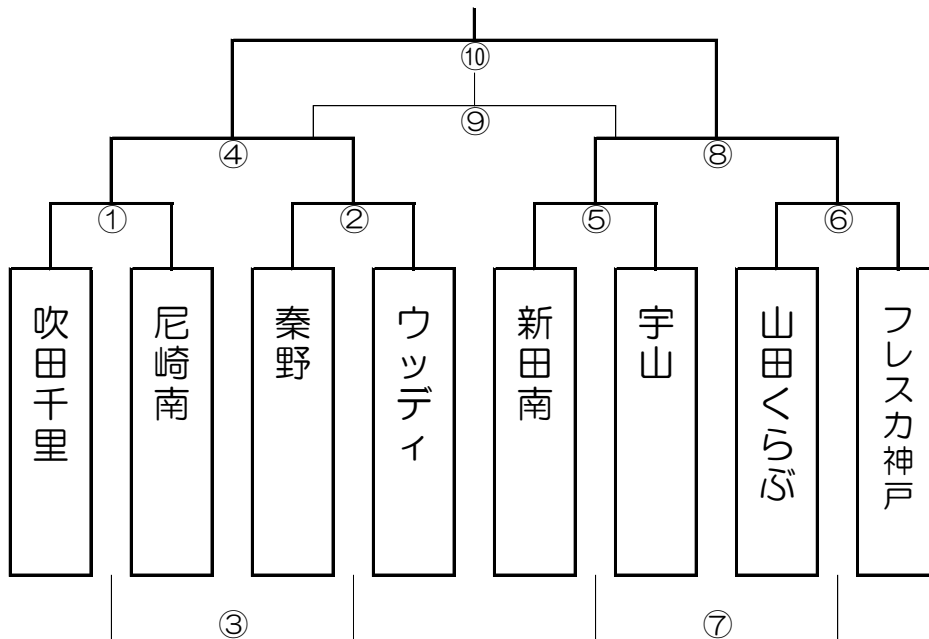 ⑩
⑨
④
⑧
①
②
⑤
⑥
吹田千里
尼崎南
秦野
ウッディ
新田南
宇山
山田くらぶ
フレスカ神戸
③
⑦